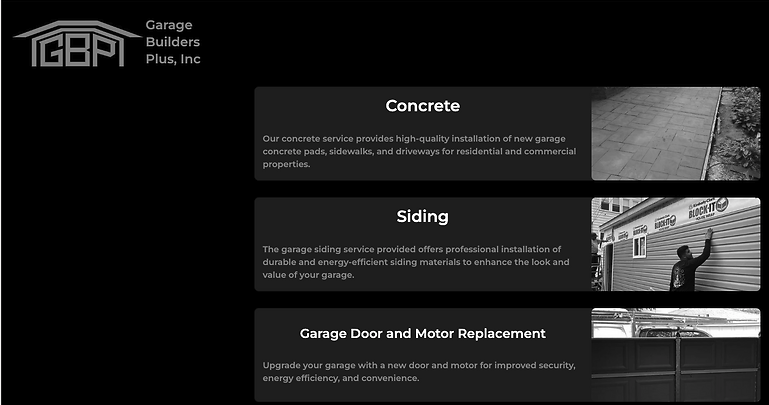 GBP
Garage
Builders
Plus, Inc
Concrete
Our concrete service provides high-quality installation of new garage
concrete pads, sidewalks, and driveways for residential and commercial
properties.
Siding
The garage siding service provided offers professional installation of
durable and energy-efficient siding materials to enhance the look and
value of your garage.
BLOCK-IT
BLOCK-IT
Garage Door and Motor Replacement
Upgrade your garage with a new door and motor for improved security,
energy efficiency, and convenience.